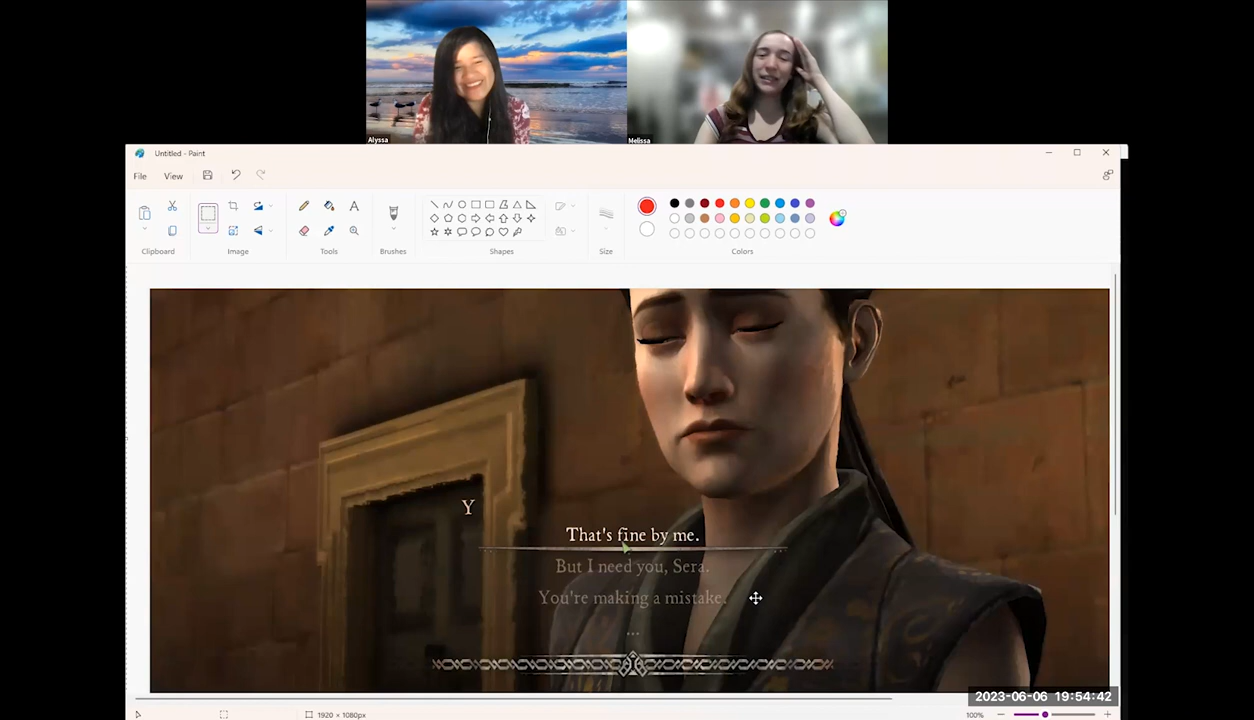 Alyssa
Melissa
Untitled - Paint
File
View
A
Clipboard
Image
Tools
Brushes
Shapes
Size
Colors
Y
That's fine by me.
But I need you, Sera.
You're making a mistake.
...
2023-06-06 19:54:42
1920 × 1080px
100%